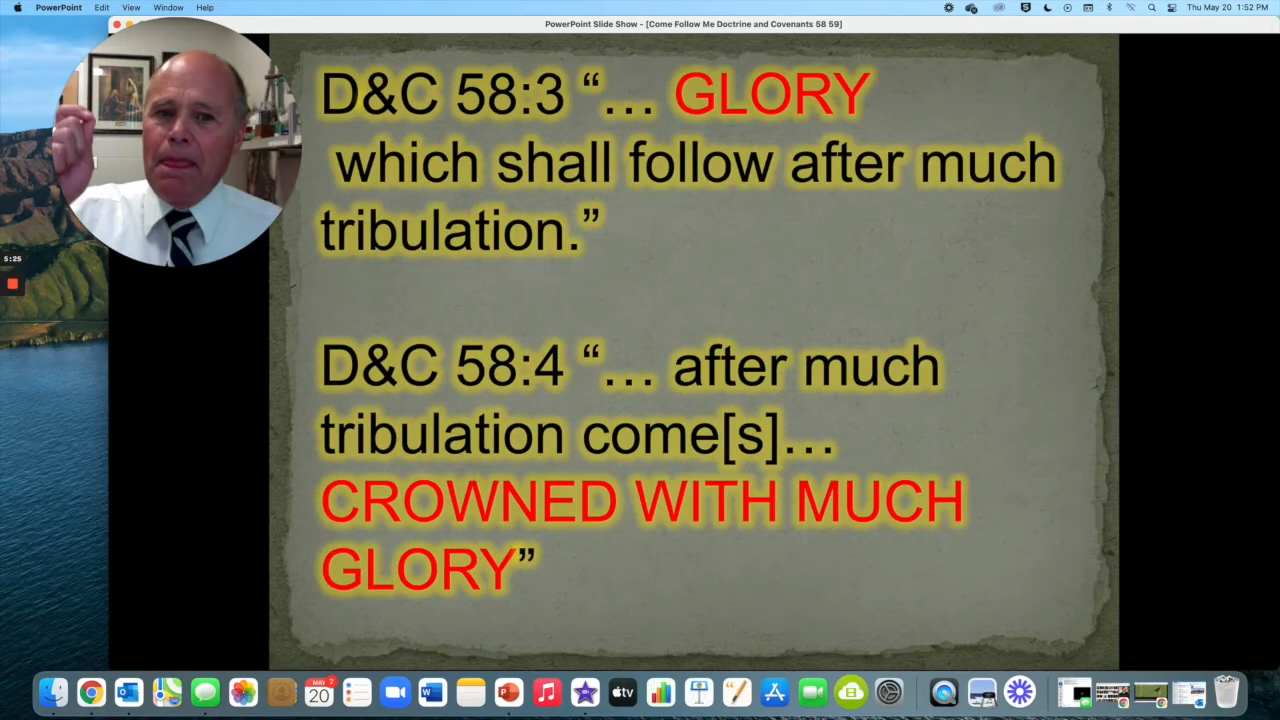 PowerPoint Edit View Window Help
Thu May 20 1:52 PM
PowerPoint Slide Show - [Come Follow Me Doctrine and Covenants 58 59]
5:25
D&C 58:3 “… GLORY
which shall follow after much
tribulation.”
D&C 58:4 “… after much
tribulation come[s]…
CROWNED WITH MUCH
GLORY”
MAY
20
2
tv